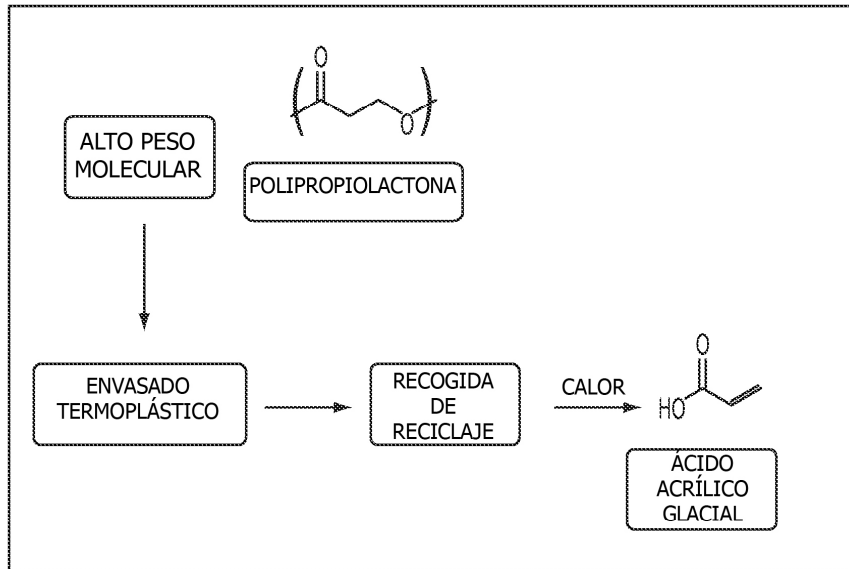 O
O
ALTO PESO
MOLECULAR
POLIPROPIOLACTONA
ENVASADO
TERMOPLÁSTICO
RECOGIDA
DE
RECICLAJE
CALOR
O
HO
ÁCIDO
ACRÍLICO
GLACIAL